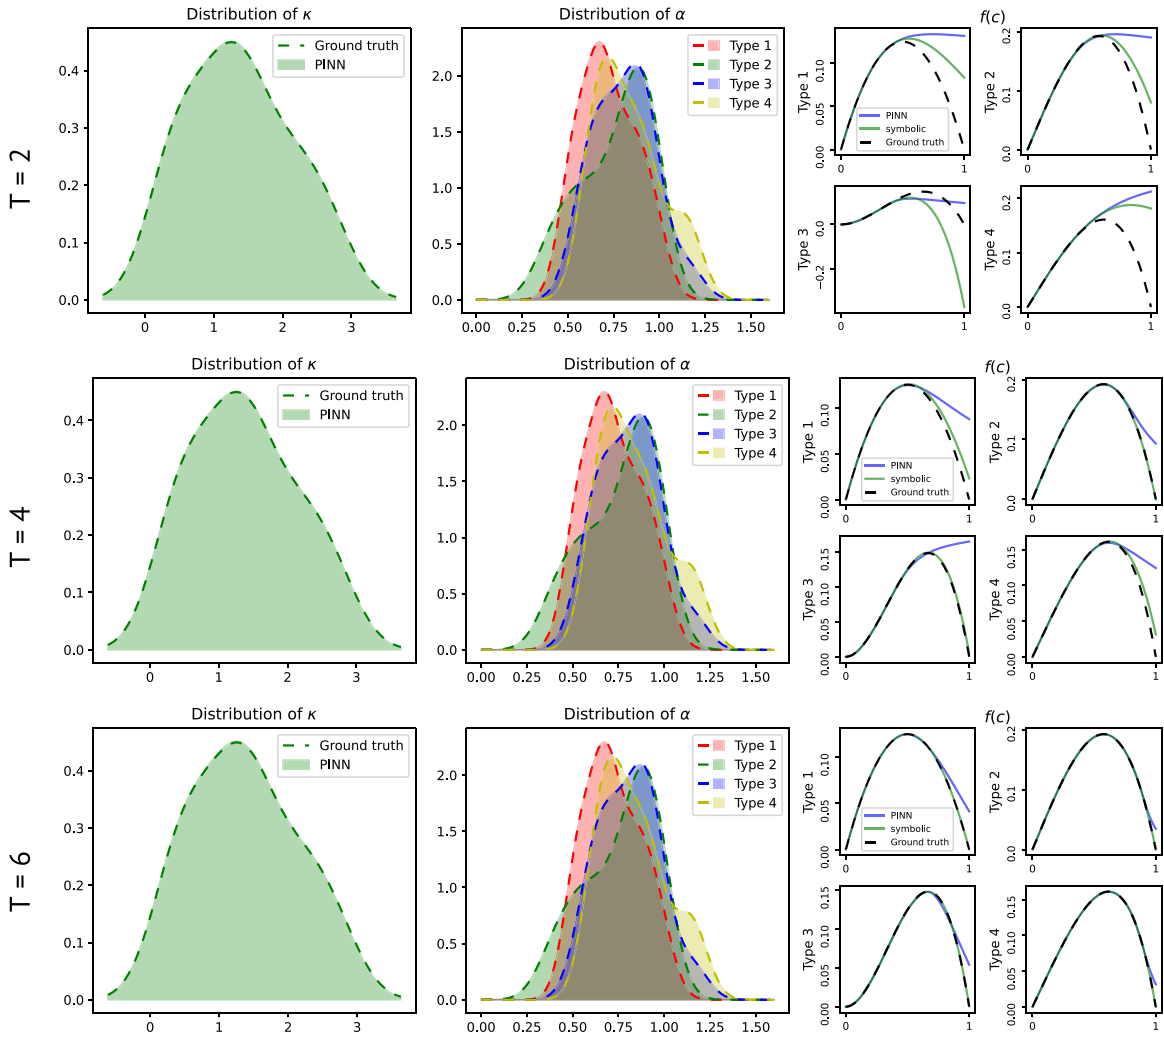 T = 2
Distribution of κ
0.4
0.3
0.2
0.1
0.0
0 1 2 3
Ground truth
PINN
Distribution of α
2.0
1.5
1.0
0.5
0.0
0.00 0.25 0.50 0.75 1.00 1.25 1.50
Type 1
Type 2
Type 3
Type 4
f(c)
Type 1
0.10
0.05
0.00
0 1
PINN
symbolic
Ground truth
Type 2
0.2
0.1
0.0
0 1
Type 3
0.0
−0.2
0 1
Type 4
0.2
0.1
0.0
0 1
T = 4
Distribution of κ
0.4
0.3
0.2
0.1
0.0
0 1 2 3
Ground truth
PINN
Distribution of α
2.0
1.5
1.0
0.5
0.0
0.00 0.25 0.50 0.75 1.00 1.25 1.50
Type 1
Type 2
Type 3
Type 4
f(c)
Type 1
0.10
0.05
0.00
0 1
PINN
symbolic
Ground truth
Type 2
0.2
0.1
0.0
0 1
Type 3
0.15
0.10
0.05
0.00
0 1
Type 4
0.15
0.10
0.05
0.00
0 1
T = 6
Distribution of κ
0.4
0.3
0.2
0.1
0.0
0 1 2 3
Ground truth
PINN
Distribution of α
2.0
1.5
1.0
0.5
0.0
0.00 0.25 0.50 0.75 1.00 1.25 1.50
Type 1
Type 2
Type 3
Type 4
f(c)
Type 1
0.10
0.05
0.00
0 1
PINN
symbolic
Ground truth
Type 2
0.2
0.1
0.0
0 1
Type 3
0.15
0.10
0.05
0.00
0 1
Type 4
0.15
0.10
0.05
0.00
0 1